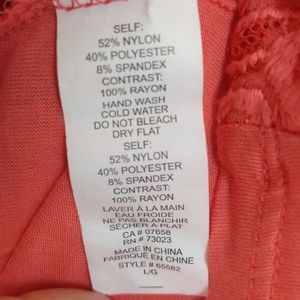 SELF:
52% NYLON
40% POLYESTER
8% SPANDEX
CONTRAST:
100% RAYON
HAND WASH
COLD WATER
DO NOT BLEACH
DRY FLAT
SELF:
52% NYLON
40% POLYESTER
8% SPANDEX
CONTRAST:
100% RAYON
LAVER À LA MAIN
EAU FROIDE
NE PAS BLANCHIR
SÈCHER À PLAT
CA # 07658
RN # 73023
MADE IN CHINA
FABRIQUÉ EN CHINE
STYLE # 65582
L/G